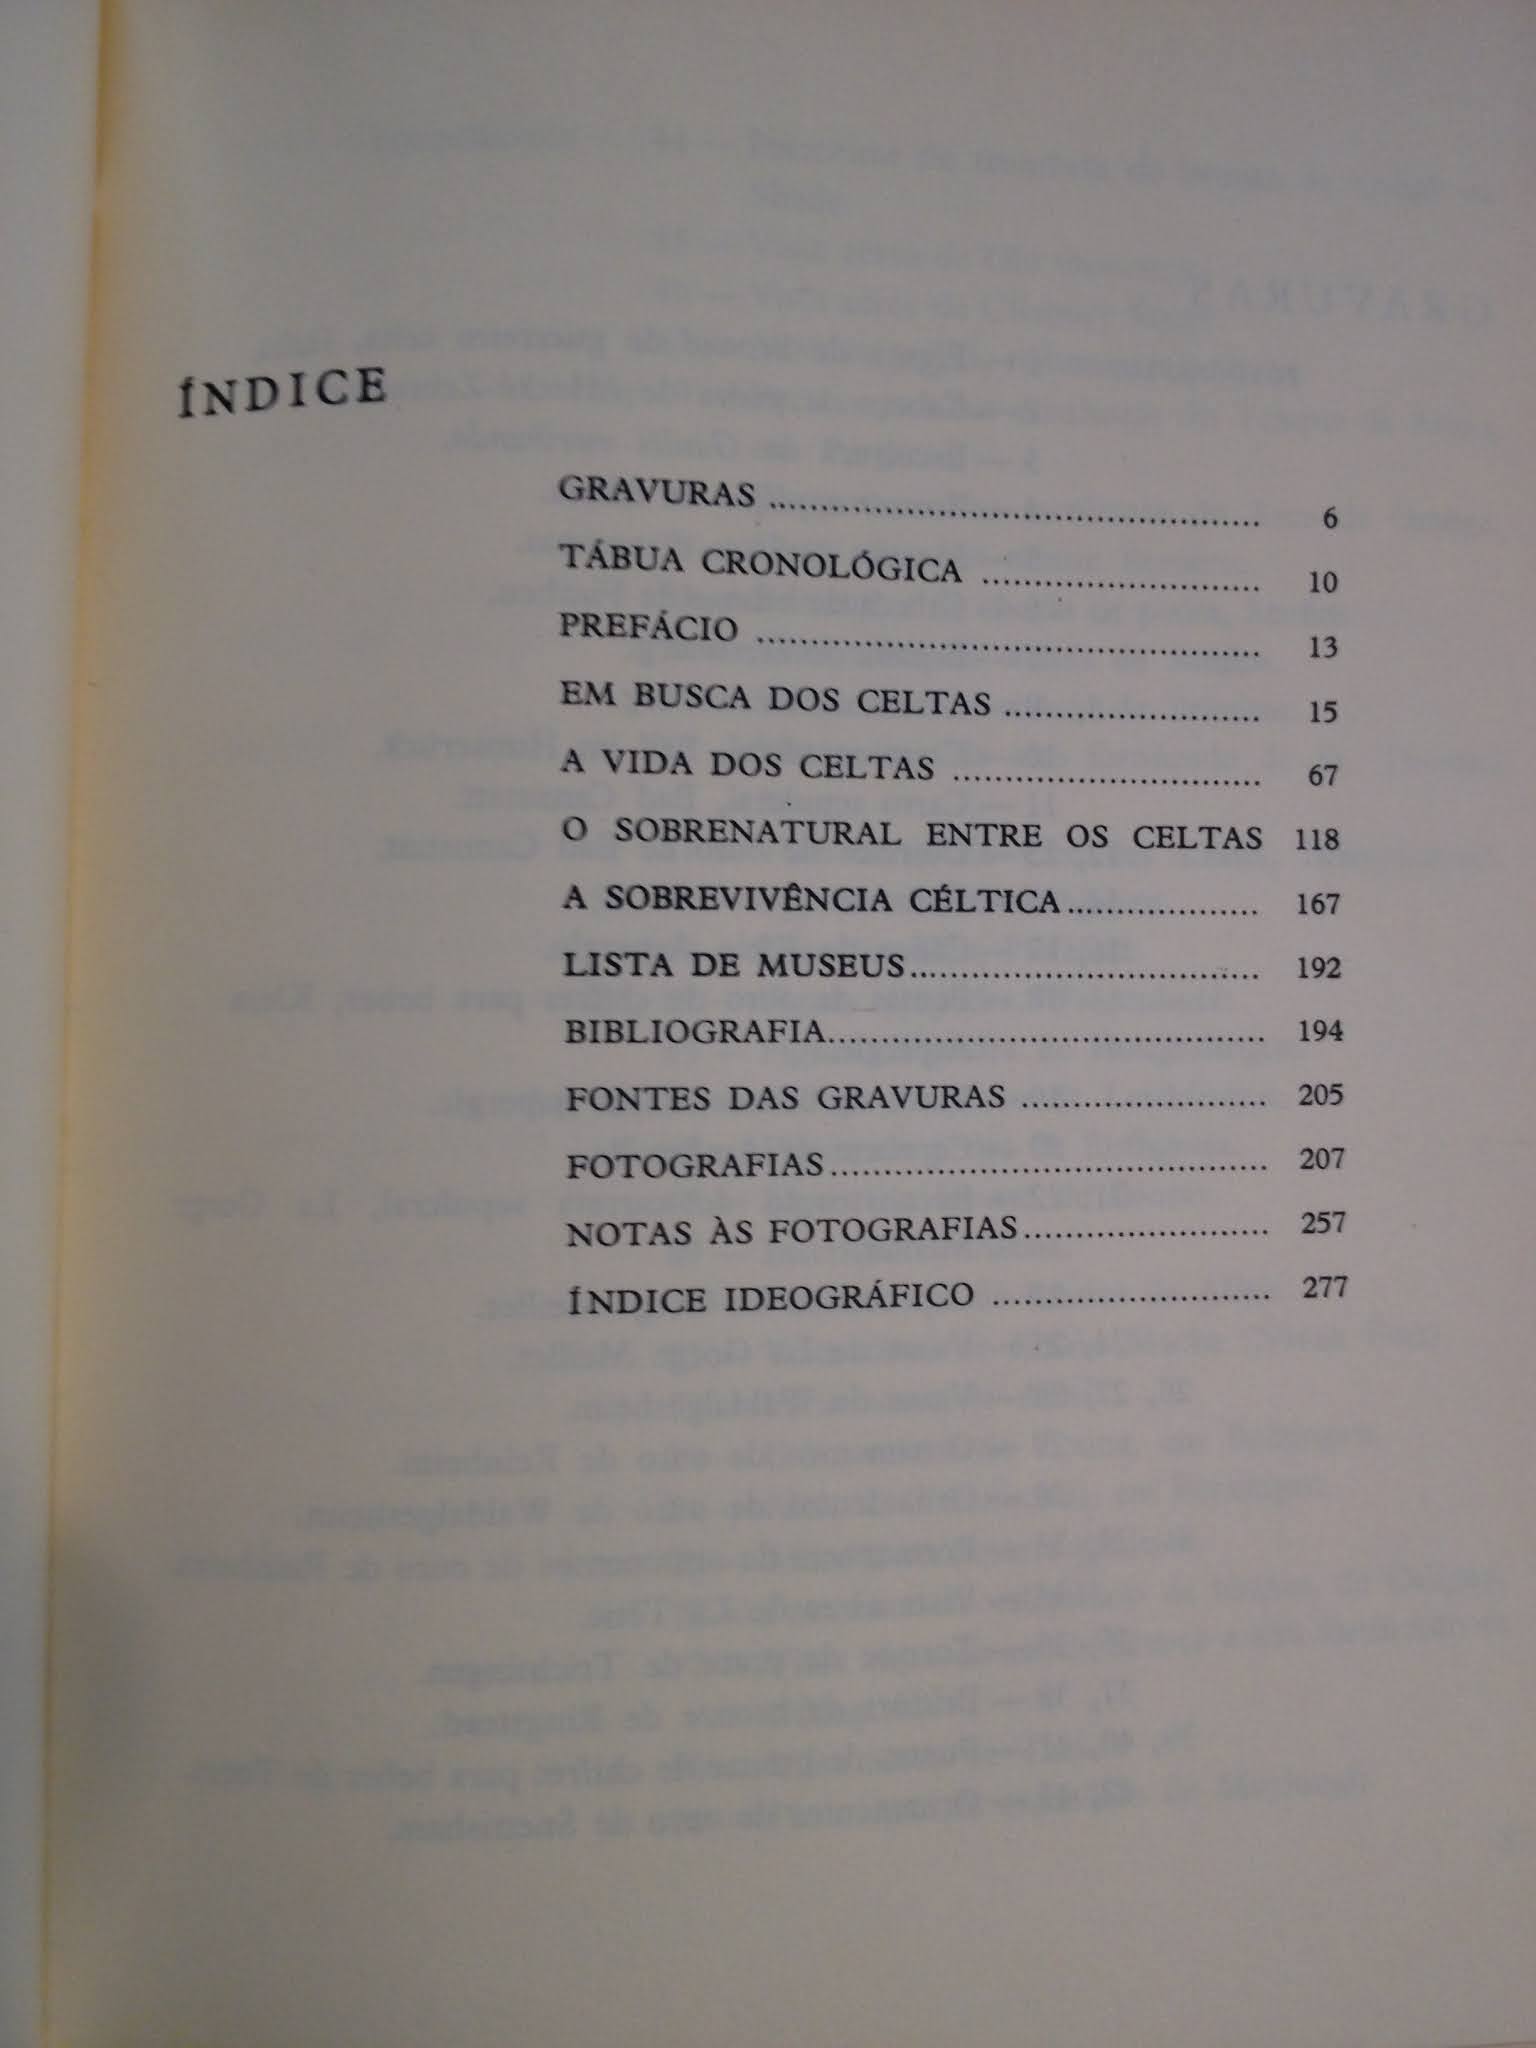 ÍNDICE
GRAVURAS ........................................................ 6
TÁBUA CRONOLÓGICA .............................. 10
PREFÁCIO ........................................................ 13
EM BUSCA DOS CELTAS ............................ 15
A VIDA DOS CELTAS .................................. 67
O SOBRENATURAL ENTRE OS CELTAS 118
A SOBREVIVÊNCIA CÉLTICA .................... 167
LISTA DE MUSEUS ...................................... 192
BIBLIOGRAFIA ............................................... 194
FONTES DAS GRAVURAS .......................... 205
FOTOGRAFIAS ............................................... 207
NOTAS ÀS FOTOGRAFIAS .......................... 257
ÍNDICE IDEOGRÁFICO .............................. 277